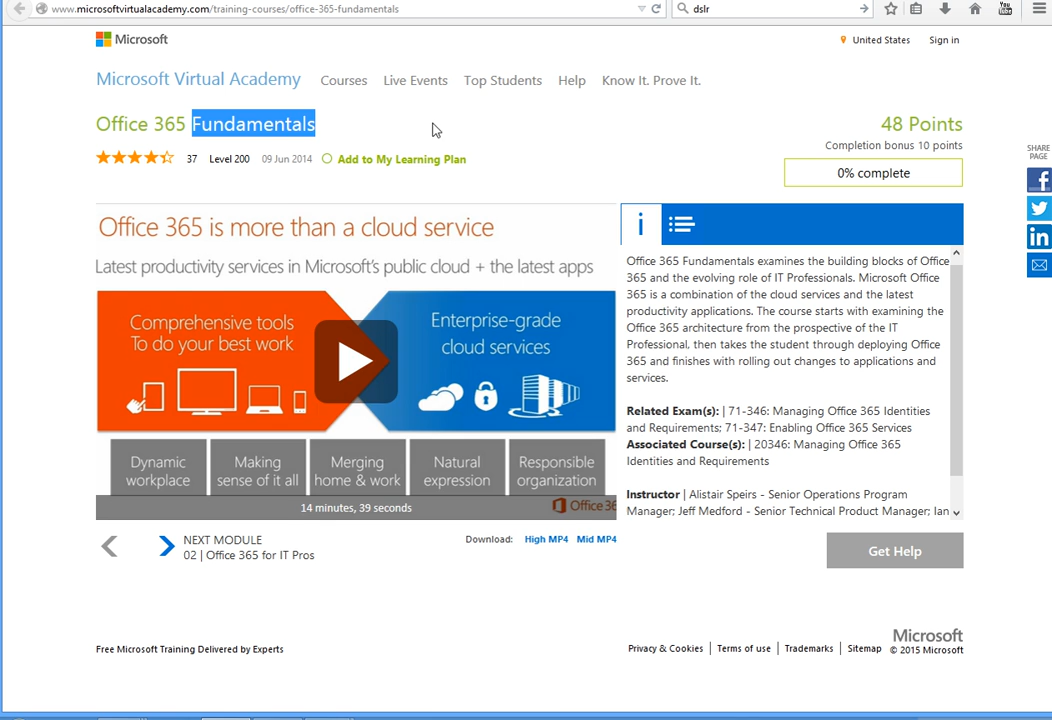 www.microsoftvirtualacademy.com/training-courses/office-365-fundamentals
dslr
You Tube
Microsoft
United States
Sign in
Microsoft Virtual Academy
Courses
Live Events
Top Students
Help
Know It. Prove It.
Office 365 Fundamentals
48 Points
Completion bonus 10 points
37
Level 200
09 Jun 2014
Add to My Learning Plan
0% complete
SHARE
PAGE
Office 365 is more than a cloud service
Latest productivity services in Microsoft's public cloud + the latest apps
Comprehensive tools
To do your best work
Enterprise-grade
cloud services
Dynamic
workplace
Making
sense of it all
Merging
home & work
Natural
expression
Responsible
organization
14 minutes, 39 seconds
Office 36
Office 365 Fundamentals examines the building blocks of Office
365 and the evolving role of IT Professionals. Microsoft Office
365 is a combination of the cloud services and the latest
productivity applications. The course starts with examining the
Office 365 architecture from the prospective of the IT
Professional, then takes the student through deploying Office
365 and finishes with rolling out changes to applications and
services.
Related Exam(s): | 71-346: Managing Office 365 Identities
and Requirements; 71-347: Enabling Office 365 Services
Associated Course(s): | 20346: Managing Office 365
Identities and Requirements
Instructor | Alistair Speirs - Senior Operations Program
Manager; Jeff Medford - Senior Technical Product Manager; Ian
NEXT MODULE
02 | Office 365 for IT Pros
Download: High MP4 Mid MP4
Get Help
Free Microsoft Training Delivered by Experts
Microsoft
Privacy & Cookies | Terms of use | Trademarks | Sitemap © 2015 Microsoft